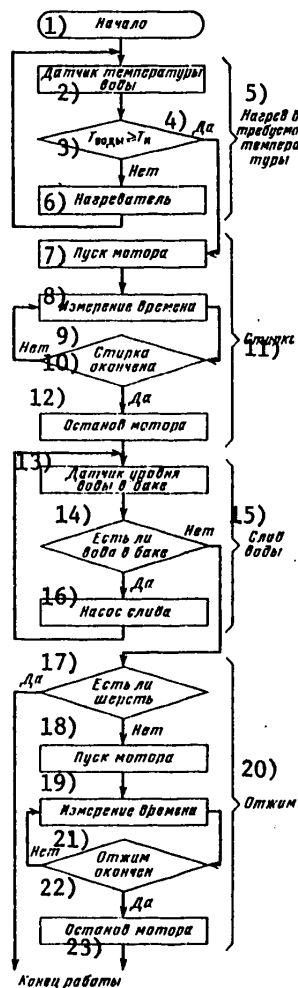 1) Начало
Датчик температуры
2) воды
5)
Нагрев в
требуемо
температ
туры
4) Да
3) Tводы ≥ Tн
Нет
6) Нагреватель
7) Пуск мотора
8) Измерение времени
9)
Нет
10) Стирка
окончена
11) Стирк
Да
12)
Останов мотора
13)
Датчик уровня
воды в баке
14)
Есть ли
вода в баке
Нет
15)
Слив
воды
Да
16) Насос слива
17)
Да
Есть ли
шерсть
Нет
18)
Пуск мотора
19)
Измерение времени
20)
Отжим
21)
Нет
Отжим
окончен
22)
Да
Останов мотора
23)
Конец работы